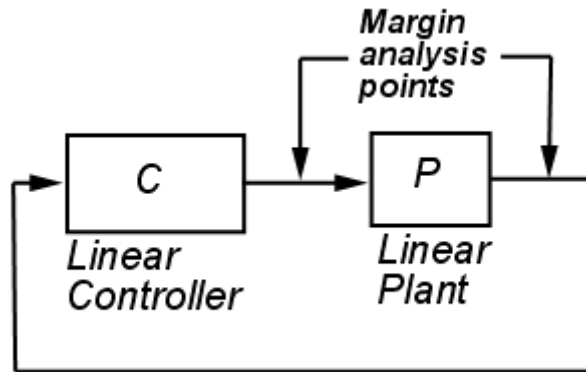 Margin
analysis
points
C
P
Linear
Controller
Linear
Plant